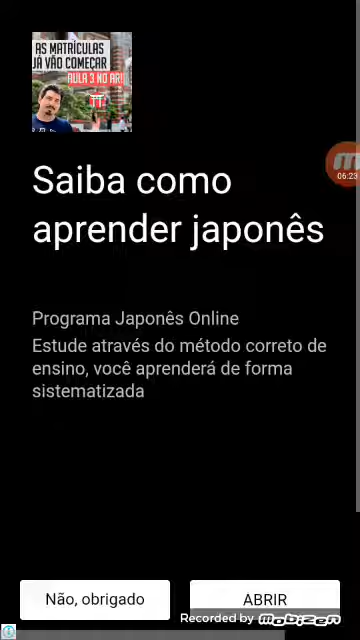 AS MATRÍCULAS
JÁ VÃO COMEÇAR
AULA 3 NO AR!
Saiba como
aprender japonês
06:23
Programa Japonês Online
Estude através do método correto de
ensino, você aprenderá de forma
sistematizada
Não, obrigado
ABRIR
Recorded by mobizen